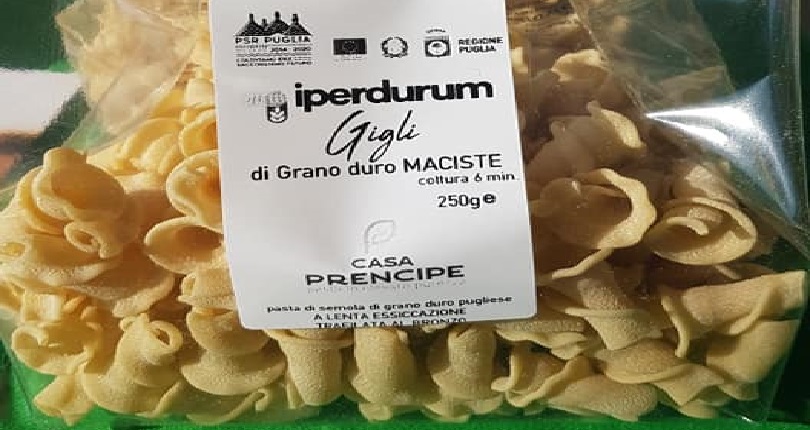 PSR PUGLIA
2014 - 2020
REGIONE
PUGLIA
iperdurum
Gigli
di Grano duro MACISTE
cottura 6 min.
250g e
CASA
PRENCIPE
pasta di semola di grano duro pugliese
A LENTA ESSICCAZIONE
TRAFILATA AL BRONZO